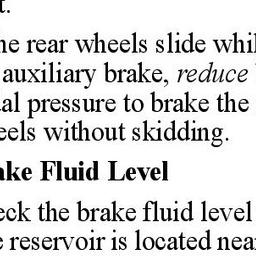 t.
he rear wheels slide whil
auxiliary brake, reduce
al pressure to brake the
eels without skidding.
ake Fluid Level
eck the brake fluid level
e reservoir is located near